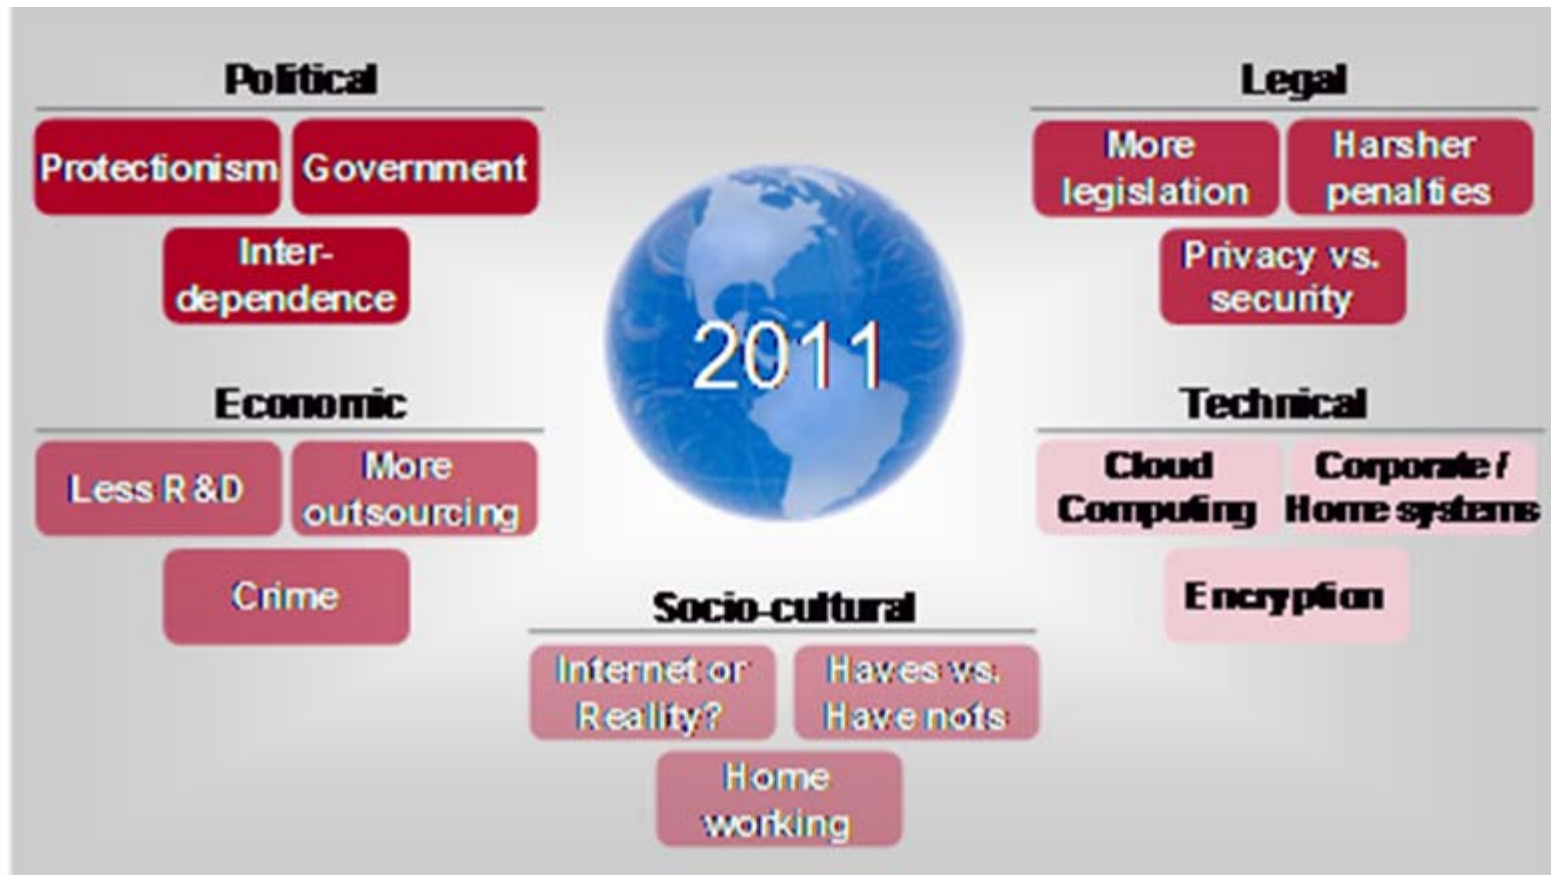 Political
Protectionism
Government
Inter-
dependence
Legal
More
legislation
Harsher
penalties
Privacy vs.
security
2011
Economic
Less R&D
More
outsourcing
Crime
Technical
Cloud
Computing
Corporate /
Home systems
Encryption
Socio-cultural
Internet or
Reality?
Haves vs.
Have nots
Home
working